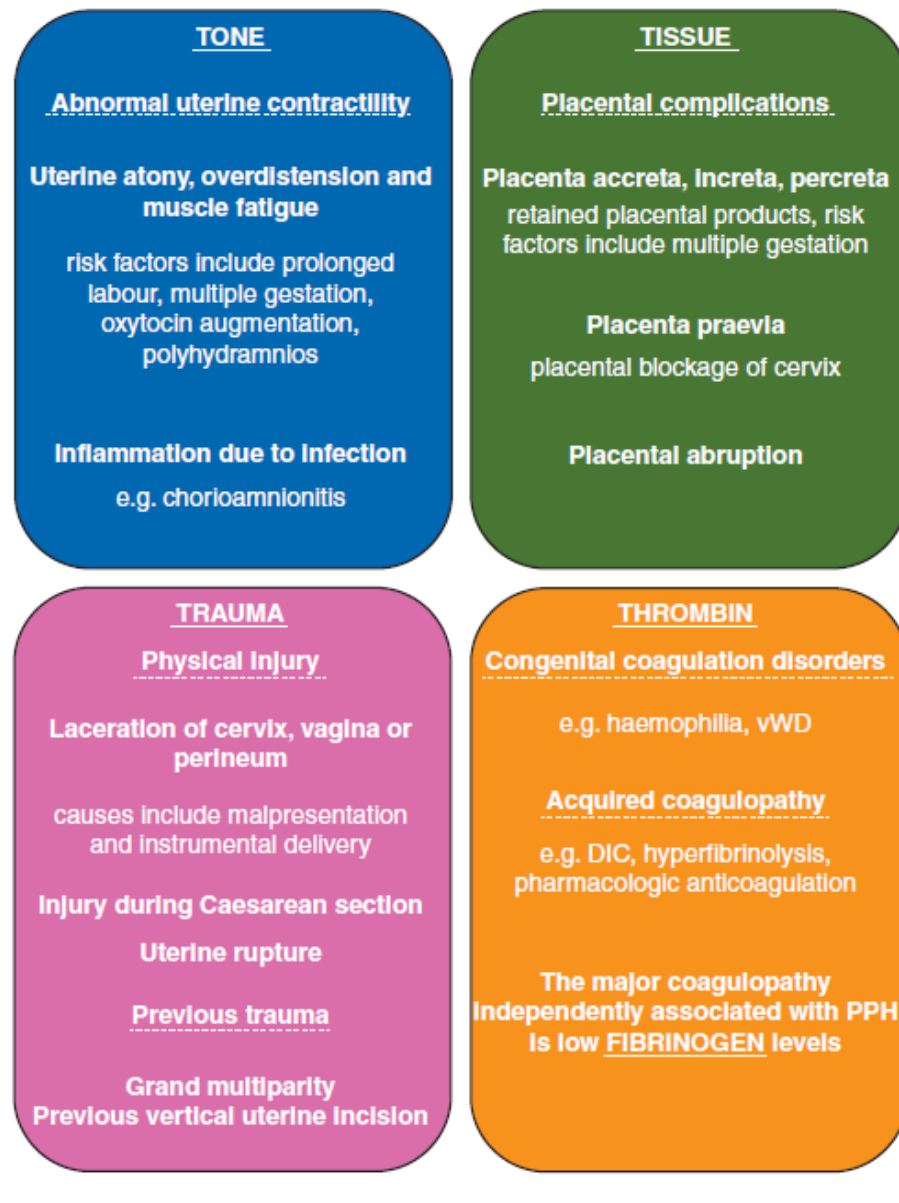 TONE
Abnormal uterine contractility
Uterine atony, overdistension and
muscle fatigue
risk factors include prolonged
labour, multiple gestation,
oxytocin augmentation,
polyhydramnios
Inflammation due to infection
e.g. chorioamnionitis
TISSUE
Placental complications
Placenta accreta, increta, percreta
retained placental products, risk
factors include multiple gestation
Placenta praevia
placental blockage of cervix
Placental abruption
TRAUMA
Physical injury
Laceration of cervix, vagina or
perineum
causes include malpresentation
and instrumental delivery
Injury during Caesarean section
Uterine rupture
Previous trauma
Grand multiparity
Previous vertical uterine incision
THROMBIN
Congenital coagulation disorders
e.g. haemophilia, vWD
Acquired coagulopathy
e.g. DIC, hyperfibrinolysis,
pharmacologic anticoagulation
The major coagulopathy
independently associated with PPH
is low FIBRINOGEN levels